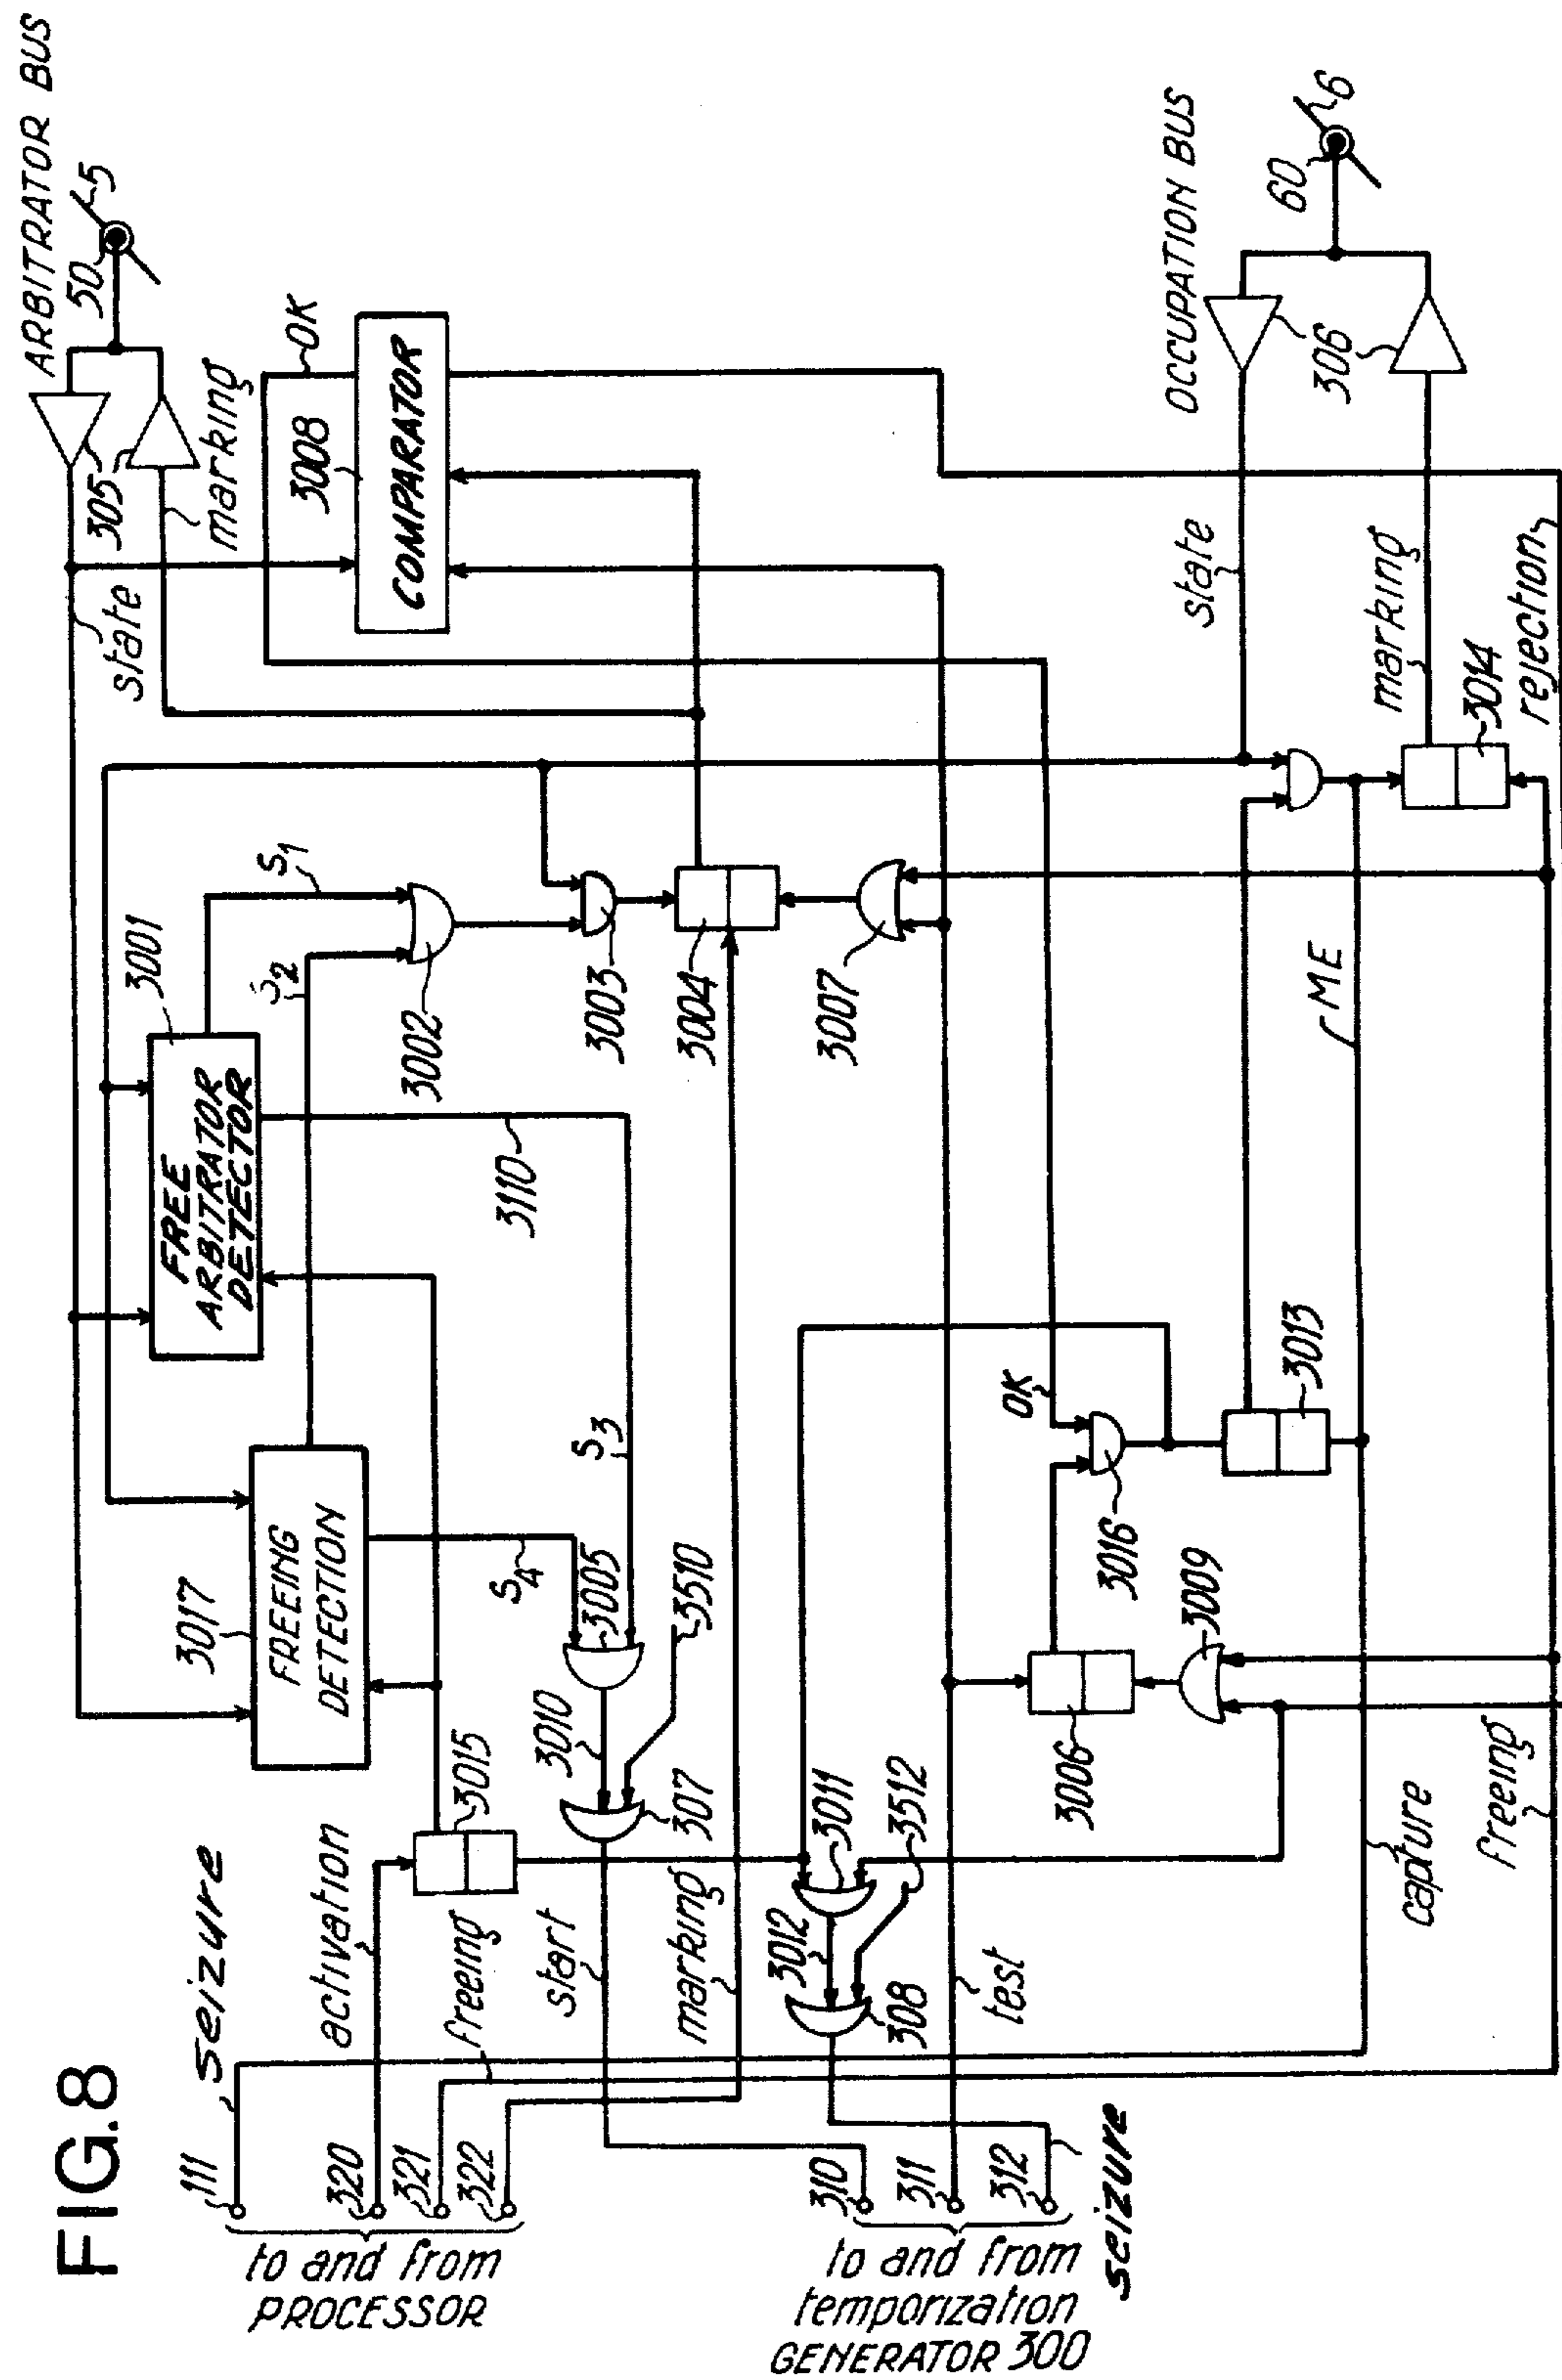 FIG.8
ARBITRATOR BUS
50
5
305
marking
state
OK
3008
COMPARATOR
3001
FREE
ARBITRATOR
DETECTOR
S1
S2
3002
3003
3004
3007
3110
3017
FREEING
DETECTION
S3
S4
3005
3510
3010
307
3015
seizure
activation
freeing
start
marking
111
320
321
322
to and from
PROCESSOR
OCCUPATION BUS
60
6
306
state
marking
3014
rejection
ME
OK
3013
3016
3009
3006
3011
3512
3012
308
test
capture
freeing
310
311
312
seizure
to and from
temporization
GENERATOR 300